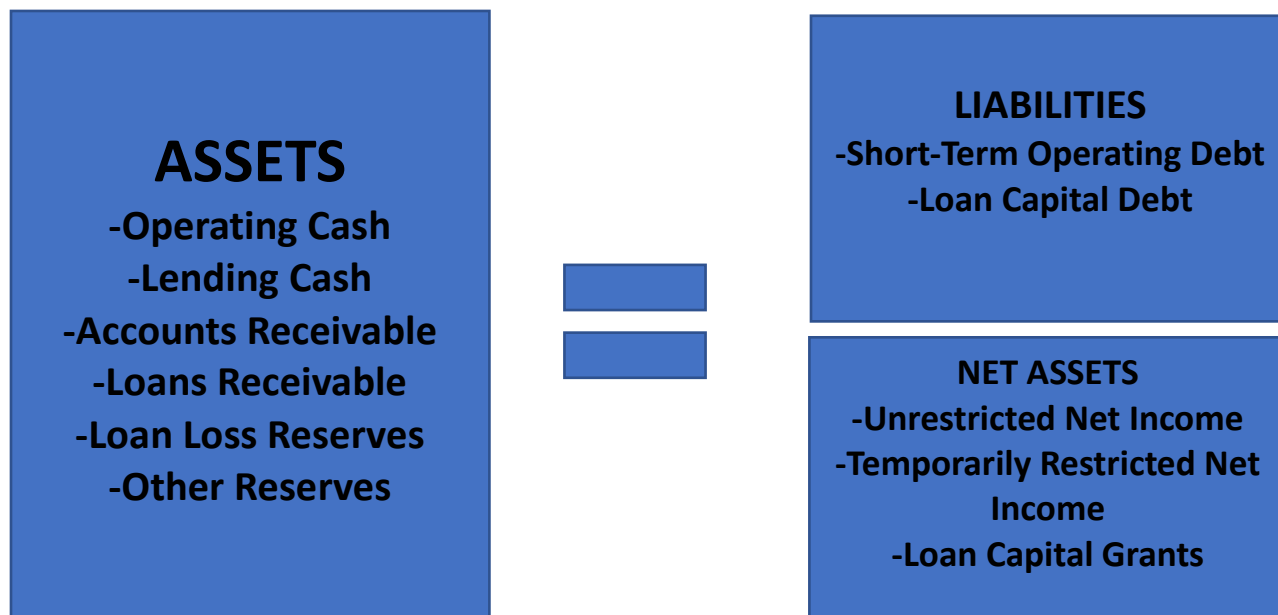 ASSETS
-Operating Cash
-Lending Cash
-Accounts Receivable
-Loans Receivable
-Loan Loss Reserves
-Other Reserves
LIABILITIES
-Short-Term Operating Debt
-Loan Capital Debt
NET ASSETS
-Unrestricted Net Income
-Temporarily Restricted Net
Income
-Loan Capital Grants